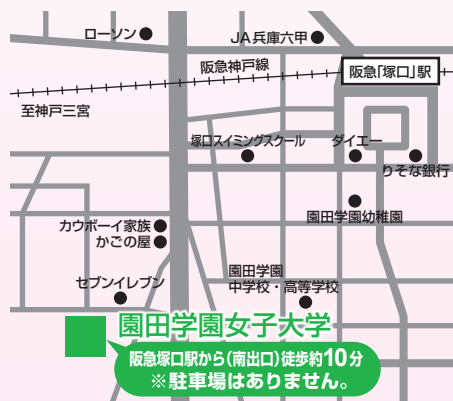 ローソン
JA兵庫六甲
阪急神戸線
阪急「塚口」駅
至神戸三宮
塚口スイミングスクール
ダイエー
りそな銀行
園田学園幼稚園
カウボーイ家族
かごの屋
セブンイレブン
園田学園
中学校・高等学校
園田学園女子大学
阪急塚口駅から(南出口)徒歩約10分
※駐車場はありません。